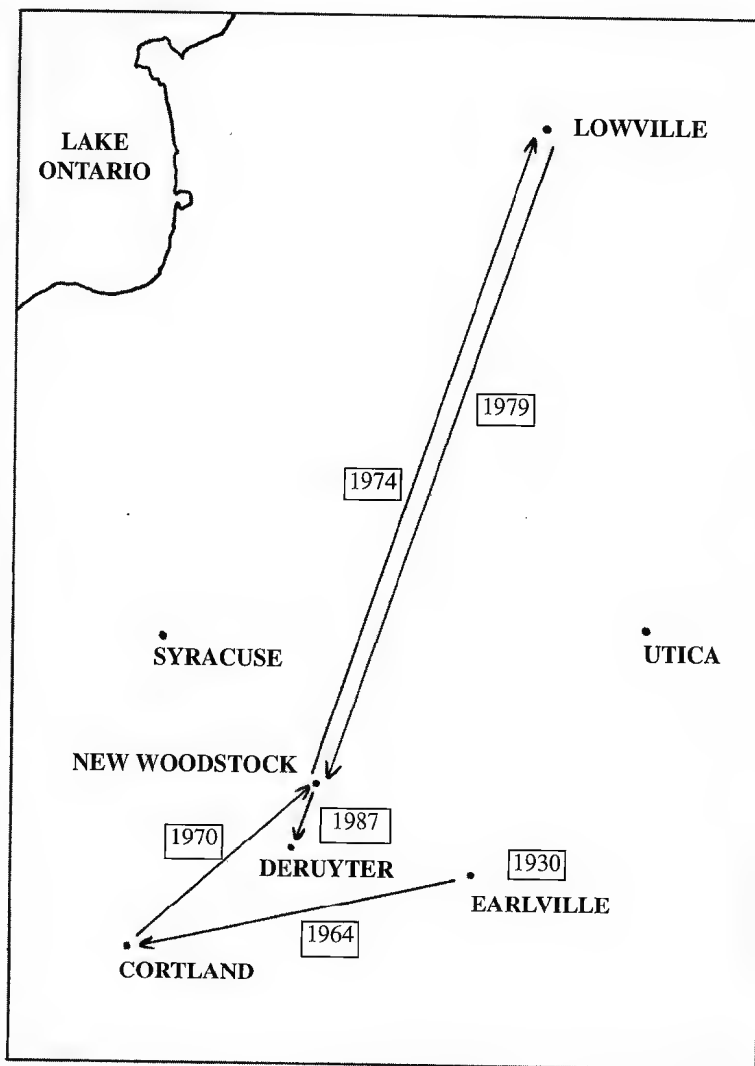 LAKE
ONTARIO
LOWVILLE
1979
1974
SYRACUSE
UTICA
NEW WOODSTOCK
1970
1987
DERUYTER
1930
EARLVILLE
1964
CORTLAND